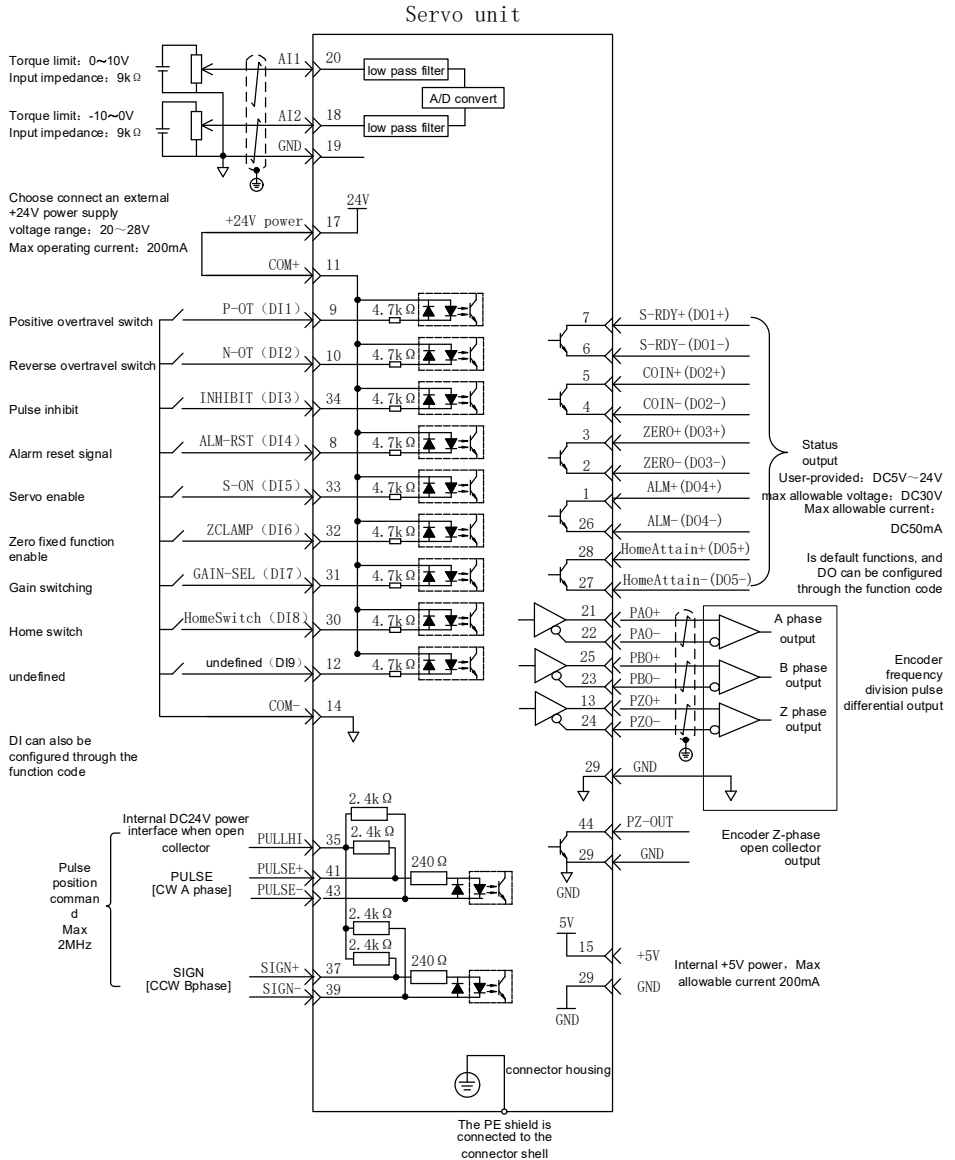 Servo unit
Torque limit: 0～10V
Input impedance: 9kΩ
AI1
20
low pass filter
A/D convert
Torque limit: -10～0V
Input impedance: 9kΩ
AI2
18
low pass filter
GND
19
Choose connect an external
+24V power supply
voltage range: 20～28V
Max operating current: 200mA
24V
+24V power
17
COM+
11
Positive overtravel switch
P-OT (DI1)
9
4.7kΩ
Reverse overtravel switch
N-OT (DI2)
10
4.7kΩ
Pulse inhibit
INHIBIT (DI3)
34
4.7kΩ
Alarm reset signal
ALM-RST (DI4)
8
4.7kΩ
Servo enable
S-ON (DI5)
33
4.7kΩ
Zero fixed function
enable
ZCLAMP (DI6)
32
4.7kΩ
Gain switching
GAIN-SEL (DI7)
31
4.7kΩ
Home switch
HomeSwitch (DI8)
30
4.7kΩ
undefined
undefined (DI9)
12
4.7kΩ
COM-
14
DI can also be
configured through the
function code
7
S-RDY+(DO1+)
6
S-RDY-(DO1-)
5
COIN+(DO2+)
4
COIN-(DO2-)
3
ZERO+(DO3+)
2
ZERO-(DO3-)
1
ALM+(DO4+)
26
ALM-(DO4-)
28
HomeAttain+(DO5+)
27
HomeAttain-(DO5-)
Status
output
User-provided: DC5V～24V
max allowable voltage: DC30V
Max allowable current:
DC50mA
Is default functions, and
DO can be configured
through the function code
21
PAO+
22
PAO-
A phase
output
25
PBO+
23
PBO-
B phase
output
13
PZO+
24
PZO-
Z phase
output
Encoder
frequency
division pulse
differential output
29
GND
44
PZ-OUT
29
GND
GND
Encoder Z-phase
open collector
output
5V
15
+5V
29
GND
GND
Internal +5V power, Max
allowable current 200mA
Pulse
position
comman
d
Max
2MHz
Internal DC24V power
interface when open
collector
PULLHI
35
2.4kΩ
2.4kΩ
PULSE
[CW A phase]
PULSE+
41
240Ω
PULSE-
43
2.4kΩ
2.4kΩ
SIGN
[CCW Bphase]
SIGN+
37
240Ω
SIGN-
39
connector housing
The PE shield is
connected to the
connector shell